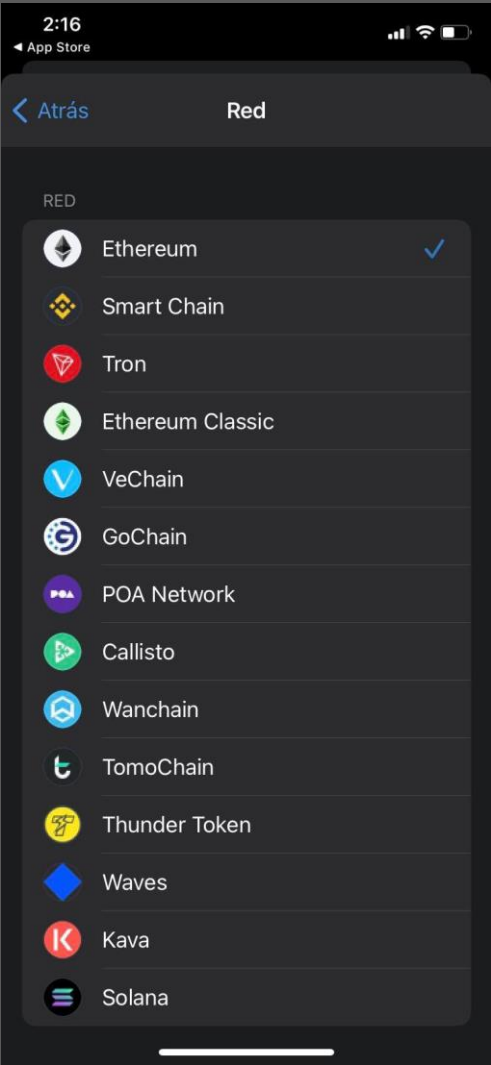 2:16
◀ App Store
Atrás
Red
RED
Ethereum
Smart Chain
Tron
Ethereum Classic
VeChain
GoChain
POA Network
POA
Callisto
Wanchain
TomoChain
Thunder Token
Waves
Kava
Solana